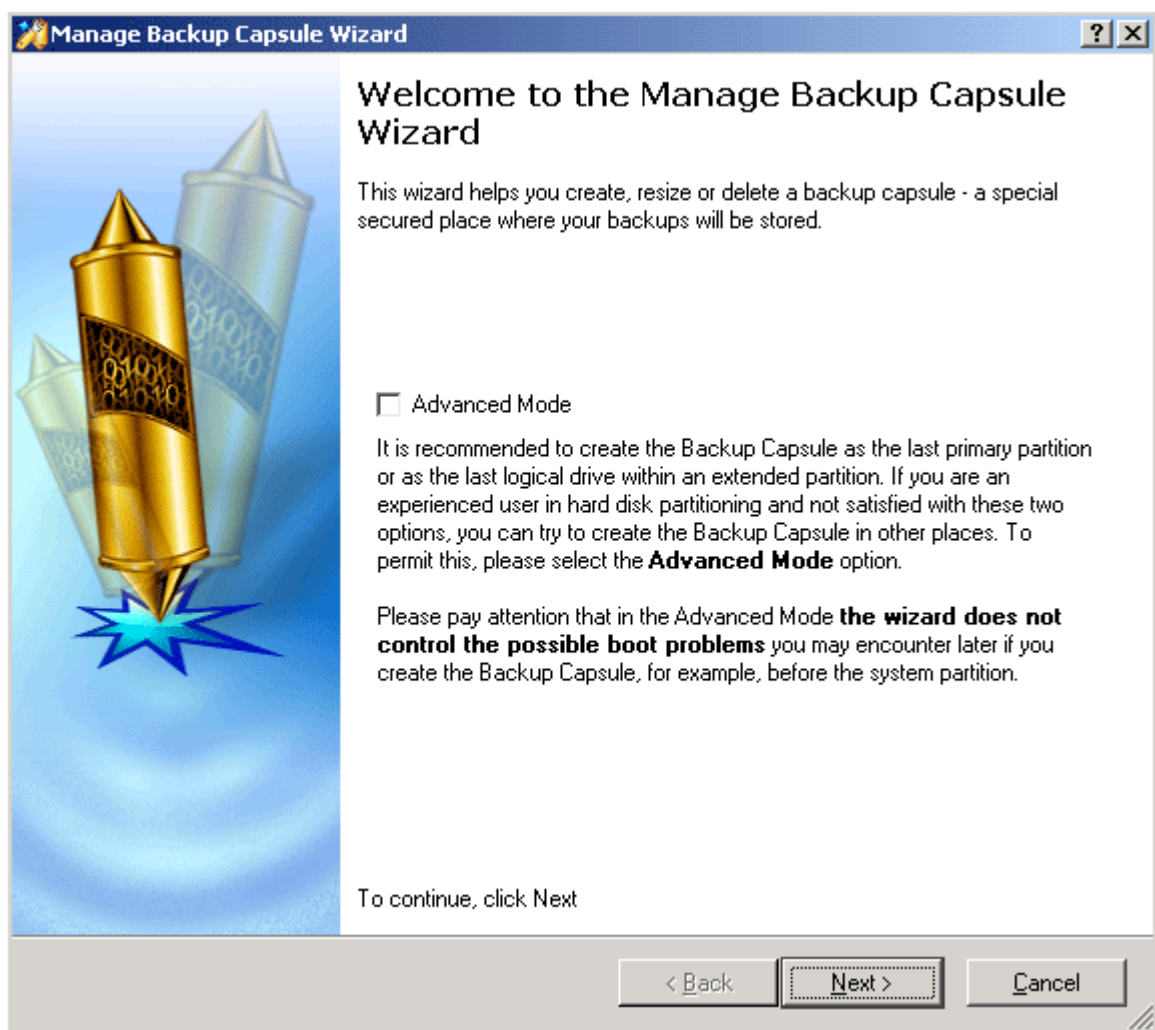 Manage Backup Capsule Wizard
Welcome to the Manage Backup Capsule
Wizard
This wizard helps you create, resize or delete a backup capsule - a special
secured place where your backups will be stored.
Advanced Mode
It is recommended to create the Backup Capsule as the last primary partition
or as the last logical drive within an extended partition. If you are an
experienced user in hard disk partitioning and not satisfied with these two
options, you can try to create the Backup Capsule in other places. To
permit this, please select the Advanced Mode option.
Please pay attention that in the Advanced Mode the wizard does not
control the possible boot problems you may encounter later if you
create the Backup Capsule, for example, before the system partition.
To continue, click Next
< Back Next > Cancel